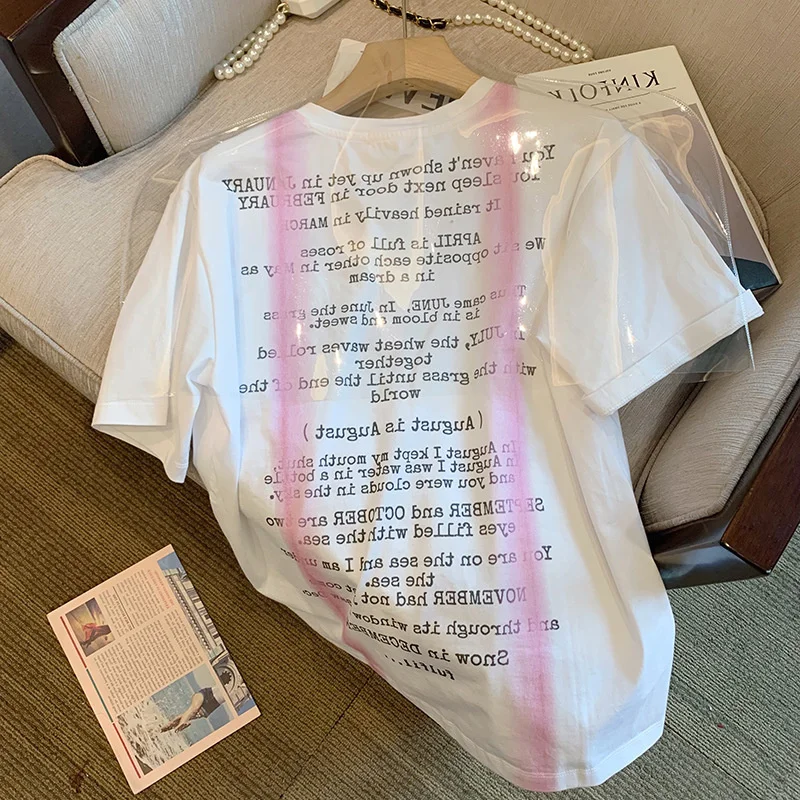 KINFOLK
You haven't shown up yet in JANUARY
You sleep next door in FEBRUARY
It rained heavily in MARCH
APRIL is full of roses
We sit opposite each other in May as
in a dream
Thus came JUNE, In June the grass
is in bloom and sweet.
In JULY, the wheat waves rolled
together
with the grass until the end of the
world
( August is August )
In August I kept my mouth shut,
In August I was water in a bottle
and you were clouds in the sky.
SEPTEMBER and OCTOBER are two
eyes filled with the sea.
You are on the sea and I am under
the sea.
NOVEMBER had not
and through its window
Snow in DECEMBER
fulfil...